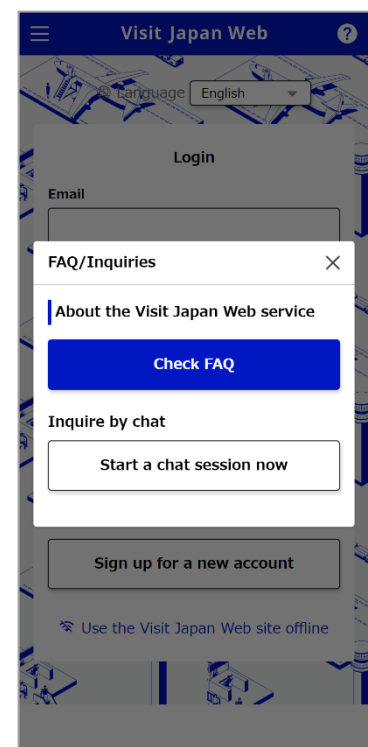 Visit Japan Web
?
Language English
Login
Email
FAQ/Inquiries
About the Visit Japan Web service
Check FAQ
Inquire by chat
Start a chat session now
Sign up for a new account
Use the Visit Japan Web site offline